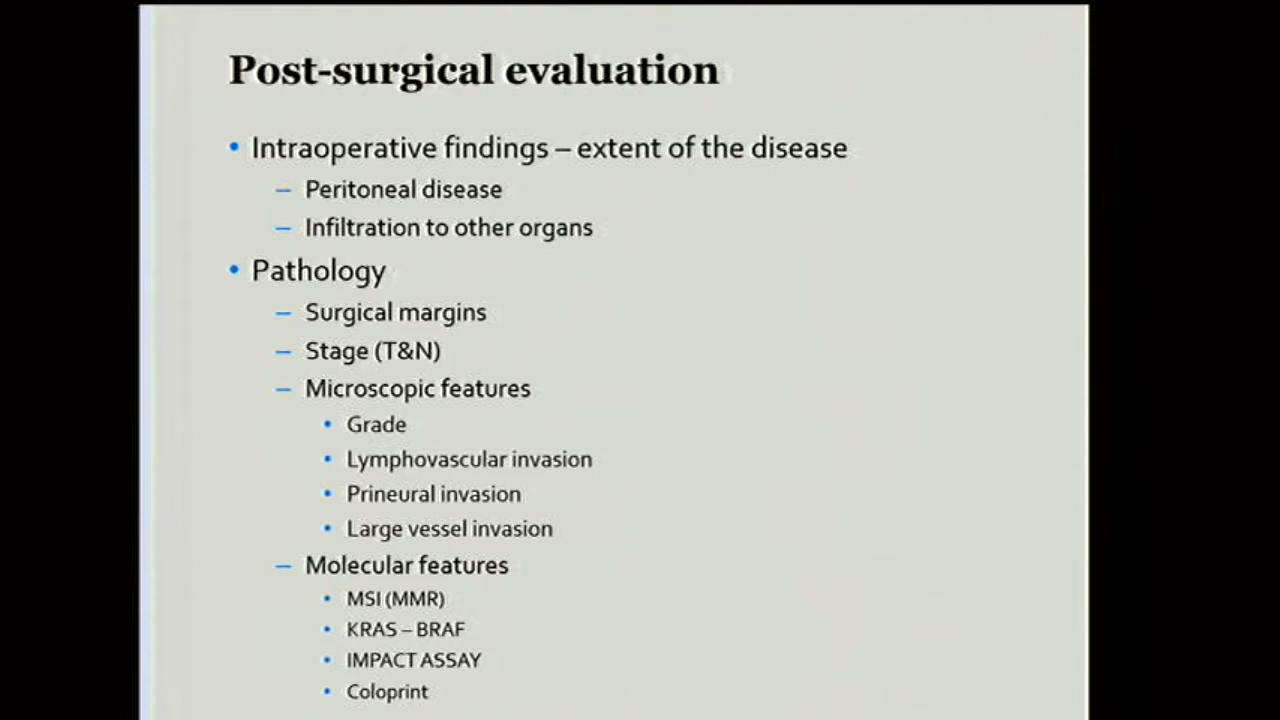 Post-surgical evaluation
• Intraoperative findings – extent of the disease
– Peritoneal disease
– Infiltration to other organs
• Pathology
– Surgical margins
– Stage (T&N)
– Microscopic features
• Grade
• Lymphovascular invasion
• Prineural invasion
• Large vessel invasion
– Molecular features
• MSI (MMR)
• KRAS – BRAF
• IMPACT ASSAY
• Coloprint